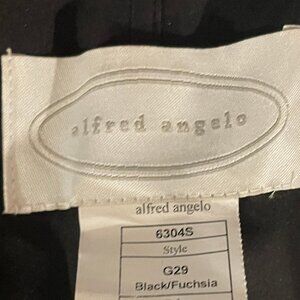 alfred angelo
alfred angelo
6304S
Style
G29
Black/Fuchsia